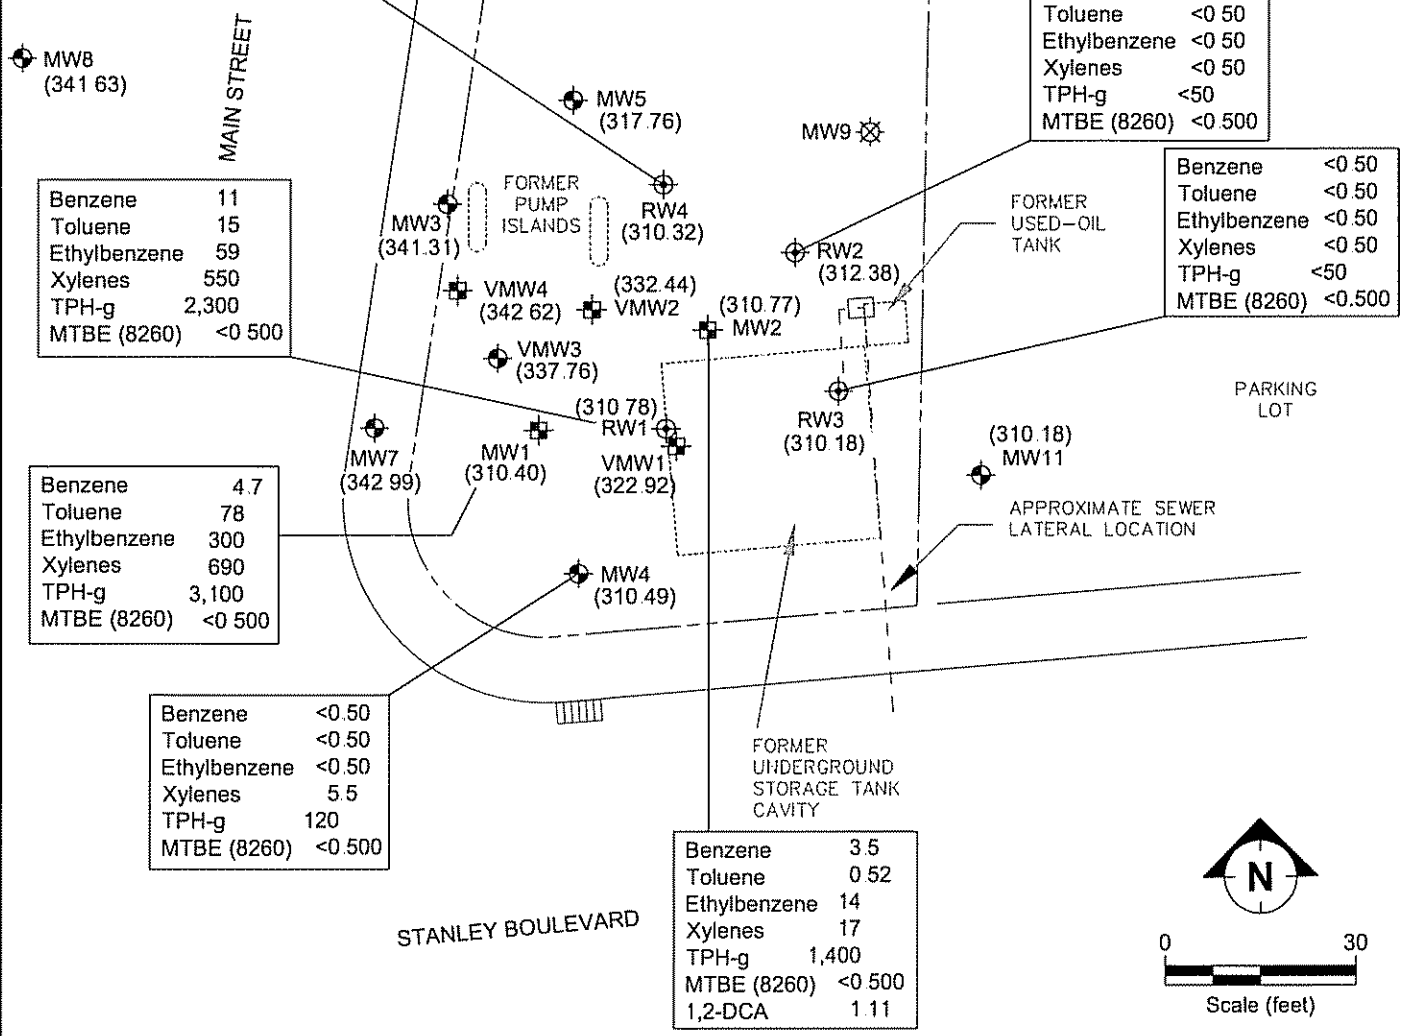 Toluene <0 50
Ethylbenzene <0 50
Xylenes <0 50
TPH-g <50
MTBE (8260) <0.500
MAIN STREET
MW8
(341 63)
MW5
(317.76)
MW9
Benzene <0 50
Toluene <0.50
Ethylbenzene <0.50
Xylenes <0 50
TPH-g <50
MTBE (8260) <0.500
Benzene 11
Toluene 15
Ethylbenzene 59
Xylenes 550
TPH-g 2,300
MTBE (8260) <0 500
FORMER
PUMP
ISLANDS
MW3
(341.31)
RW4
(310.32)
FORMER
USED-OIL
TANK
RW2
(312.38)
VMW4
(342 62)
(332.44)
VMW2
(310.77)
MW2
VMW3
(337.76)
PARKING
LOT
(310 78)
RW1
RW3
(310.18)
(310.18)
MW11
MW7
(342 99)
MW1
(310.40)
VMW1
(322.92)
Benzene 4.7
Toluene 78
Ethylbenzene 300
Xylenes 690
TPH-g 3,100
MTBE (8260) <0 500
APPROXIMATE SEWER
LATERAL LOCATION
MW4
(310.49)
Benzene <0.50
Toluene <0.50
Ethylbenzene <0.50
Xylenes 5.5
TPH-g 120
MTBE (8260) <0.500
FORMER
UNDERGROUND
STORAGE TANK
CAVITY
Benzene 3.5
Toluene 0.52
Ethylbenzene 14
Xylenes 17
TPH-g 1,400
MTBE (8260) <0 500
1,2-DCA 1.11
STANLEY BOULEVARD
N
0 30
Scale (feet)